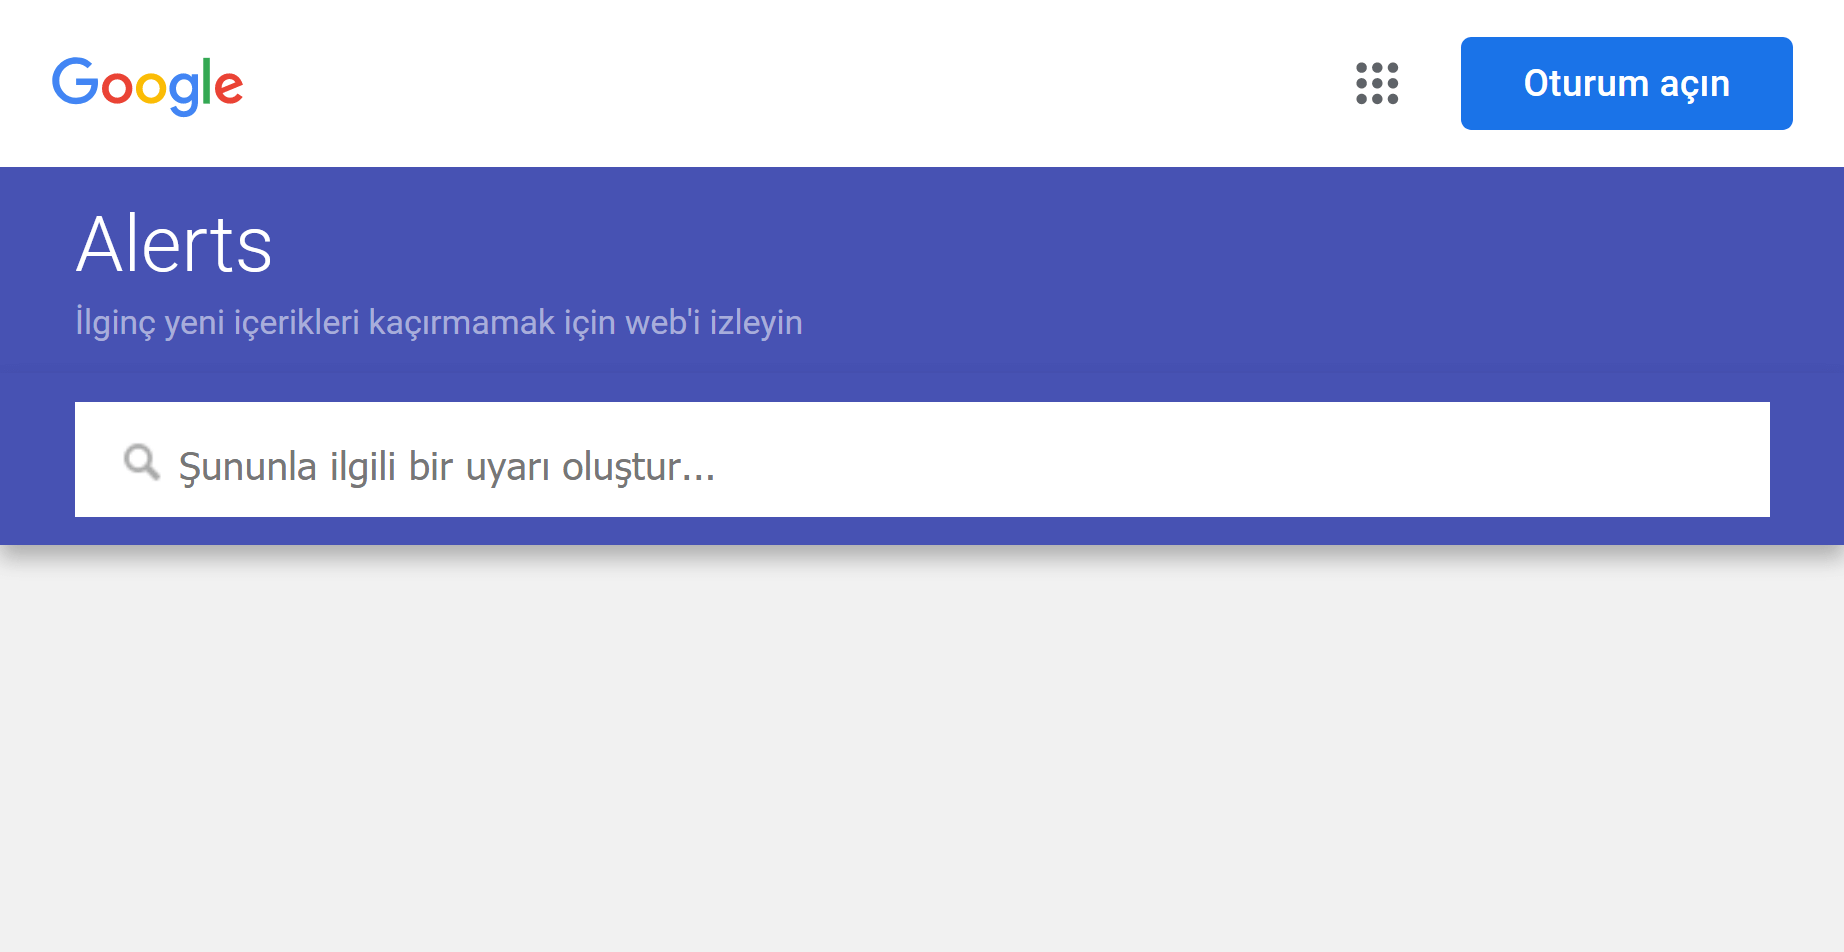 Google
Oturum açın
Alerts
İlginç yeni içerikleri kaçırmamak için web'i izleyin
Şununla ilgili bir uyarı oluştur...